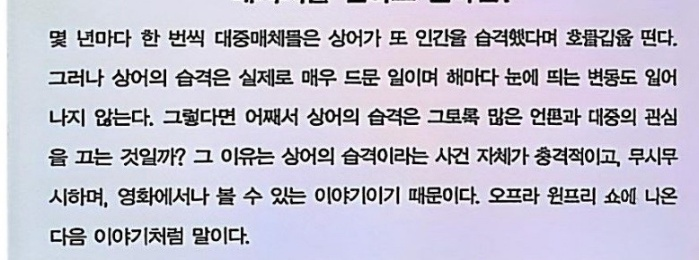 몇 년마다 한 번씩 대중매체들은 상어가 또 인간을 습격했다며 호들갑을 떤다.
그러나 상어의 습격은 실제로 매우 드문 일이며 해마다 눈에 띄는 변동도 일어
나지 않는다. 그렇다면 어째서 상어의 습격은 그토록 많은 언론과 대중의 관심
을 끄는 것일까? 그 이유는 상어의 습격이라는 사건 자체가 충격적이고, 무시무
시하며, 영화에서나 볼 수 있는 이야기이기 때문이다. 오프라 윈프리 쇼에 나온
다음 이야기처럼 말이다.